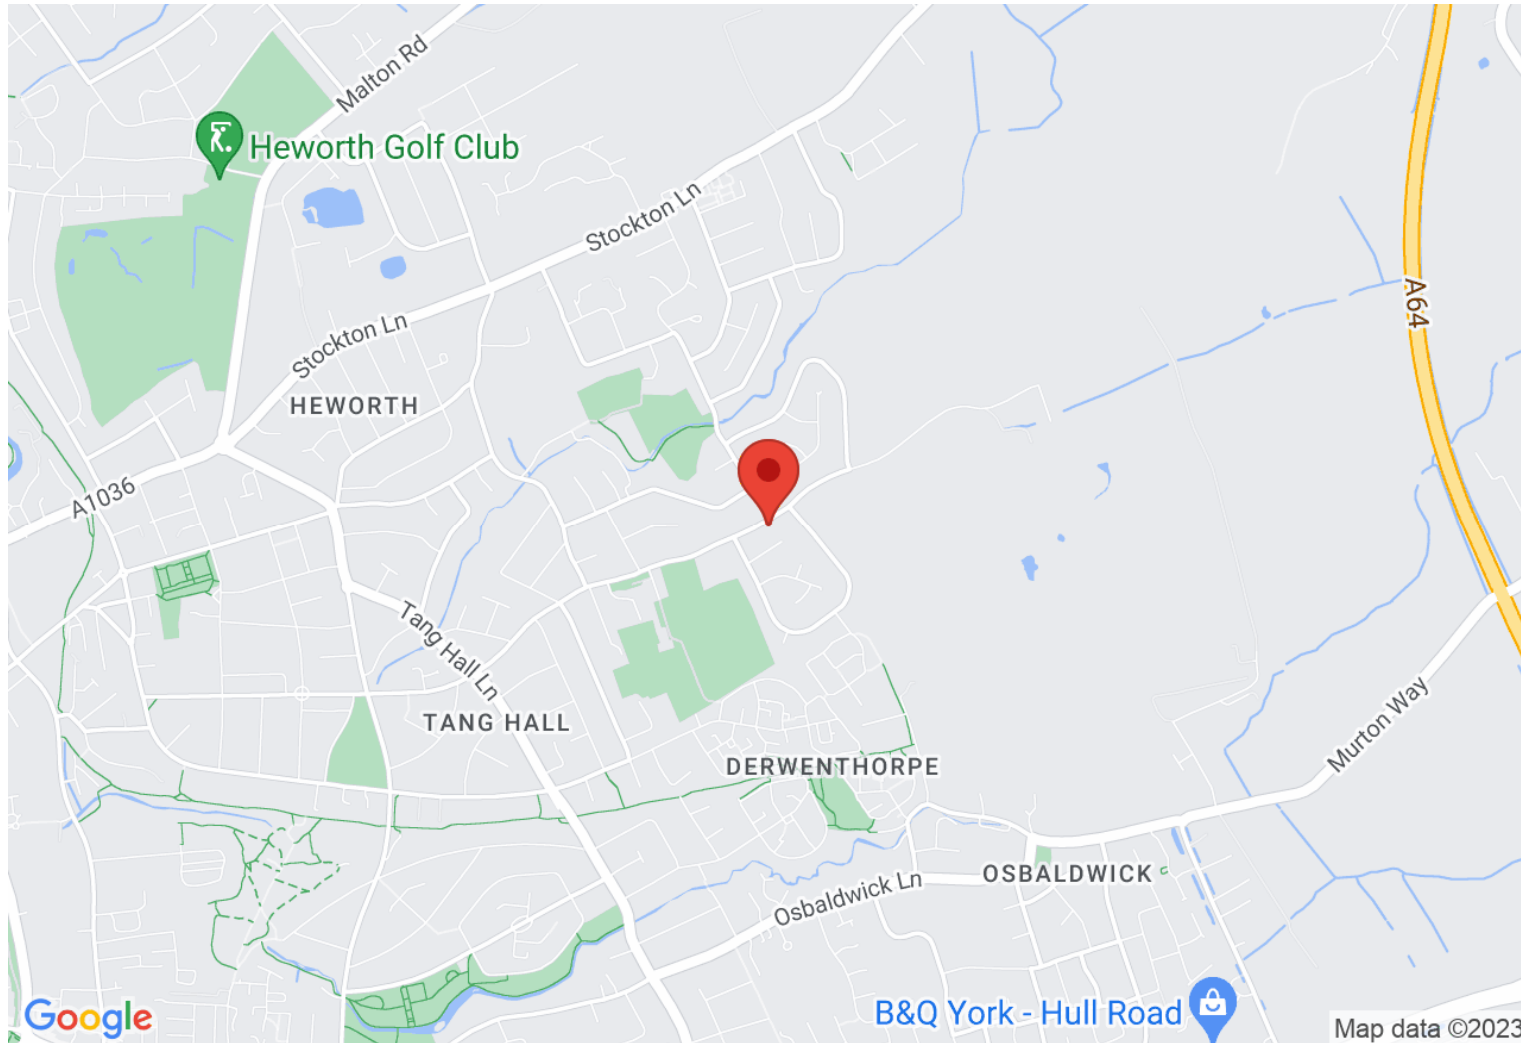 Malton Rd
Heworth Golf Club
Stockton Ln
A64
Stockton Ln
HEWORTH
A1036
Tang Hall Ln
TANG HALL
Murton Way
DERWENTHORPE
OSBALDWICK
Osbaldwick Ln
B&Q York - Hull Road
Google
Map data ©2023